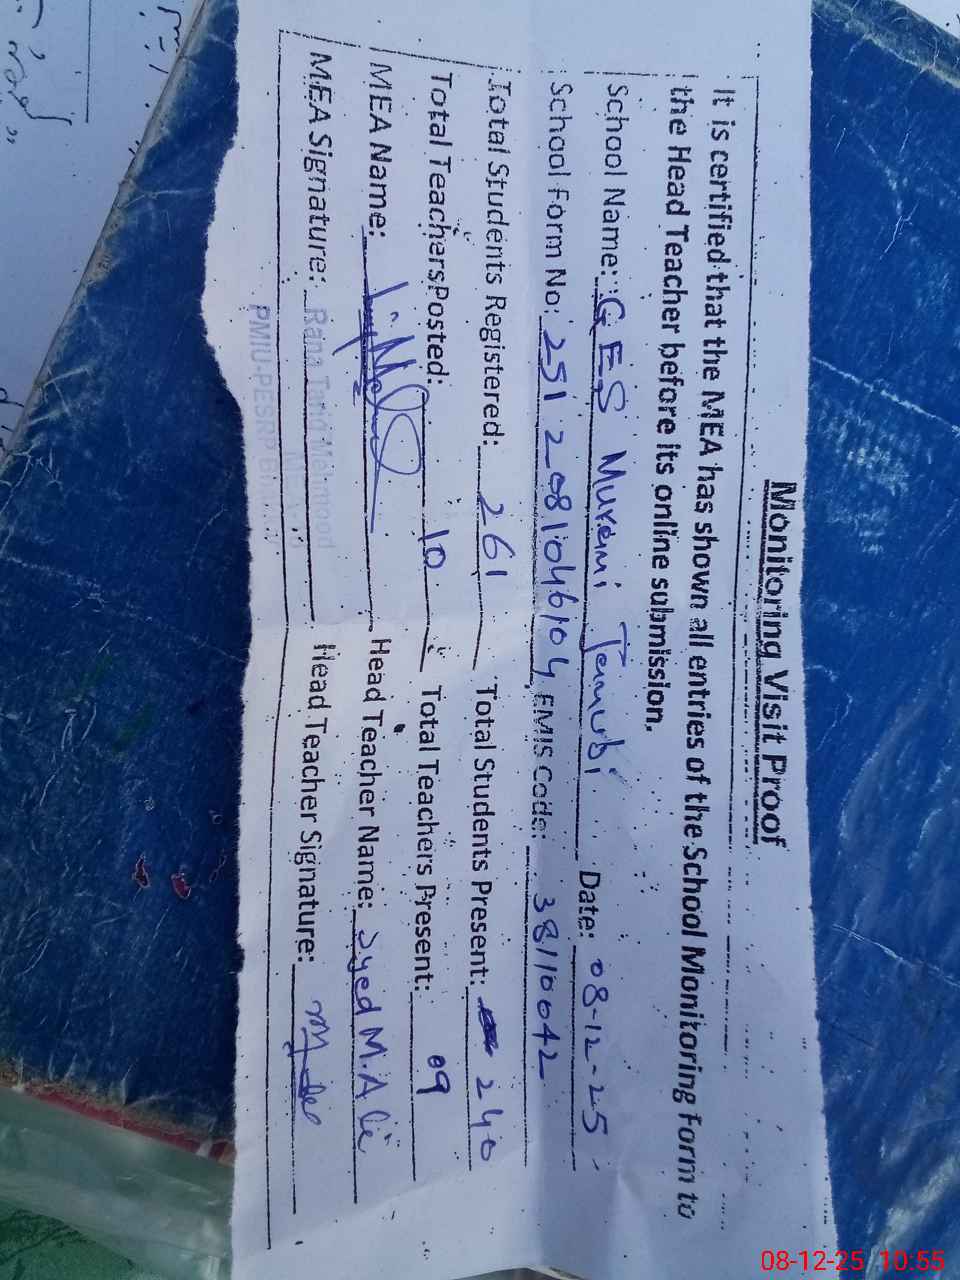 Monitoring Visit Proof
It is certified that the MEA has shown all entries of the School Monitoring Form to
the Head Teacher before its online submission.
School Name: GES Murani Janubi Date: 08-12-25
School Form No: 2512081046104 EMIS Code: 38110042
Total Students Registered: 261 Total Students Present: 240
Total Teachers Posted: 10 Total Teachers Present: 09
MEA Name: Head Teacher Name: Syed M. Ali
MEA Signature: Rana Tariq Mehmood Head Teacher Signature:
PMIU-PESRP
08-12-25 10:55